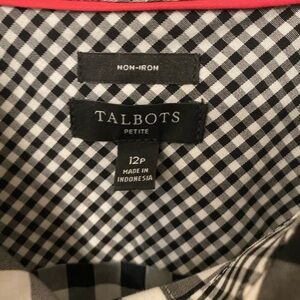 NON-IRON
TALBOTS
PETITE
12P
MADE IN
INDONESIA